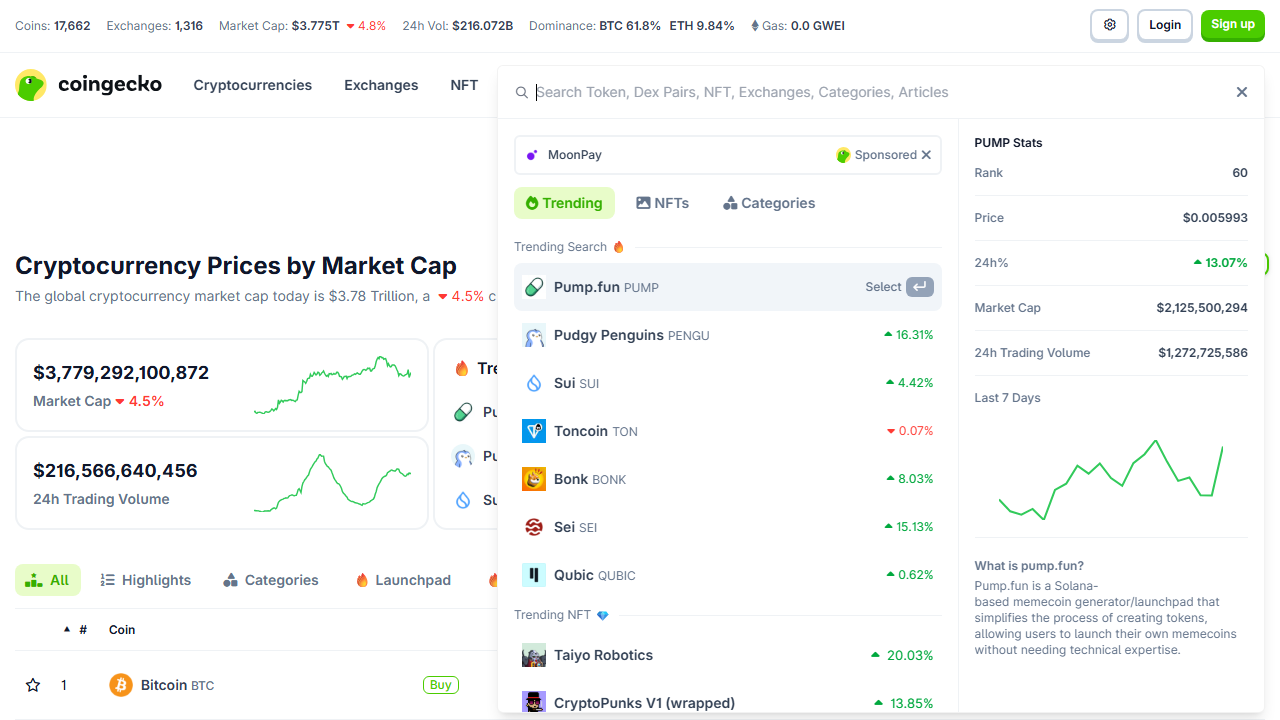 Coins: 17,662 Exchanges: 1,316 Market Cap: $3.775T 4.8% 24h Vol: $216.072B Dominance: BTC 61.8% ETH 9.84% Gas: 0.0 GWEI
Login
Sign up
coingecko
Cryptocurrencies
Exchanges
NFT
Search Token, Dex Pairs, NFT, Exchanges, Categories, Articles
Cryptocurrency Prices by Market Cap
The global cryptocurrency market cap today is $3.78 Trillion, a 4.5% c
$3,779,292,100,872
Market Cap 4.5%
$216,566,640,456
24h Trading Volume
Tre
Pu
Pu
Su
All
Highlights
Categories
Launchpad
# Coin
1 Bitcoin BTC Buy
MoonPay Sponsored
Trending
NFTs
Categories
Trending Search
Pump.fun PUMP Select
Pudgy Penguins PENGU 16.31%
Sui SUI 4.42%
Toncoin TON 0.07%
Bonk BONK 8.03%
Sei SEI 15.13%
Qubic QUBIC 0.62%
Trending NFT
Taiyo Robotics 20.03%
CryptoPunks V1 (wrapped) 13.85%
PUMP Stats
Rank 60
Price $0.005993
24h% 13.07%
Market Cap $2,125,500,294
24h Trading Volume $1,272,725,586
Last 7 Days
What is pump.fun?
Pump.fun is a Solana-
based memecoin generator/launchpad that
simplifies the process of creating tokens,
allowing users to launch their own memecoins
without needing technical expertise.